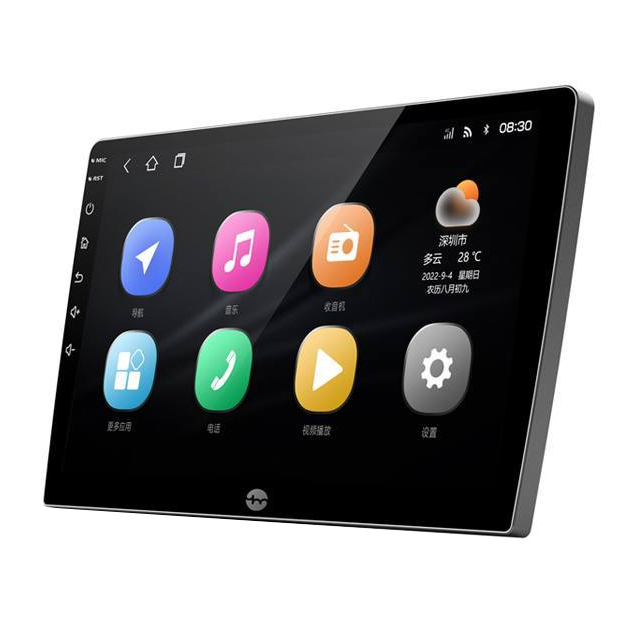 MIC
RST
08:30
深圳市
多云 28℃
2022-9-4 星期日
农历八月初九
导航
音乐
收音机
更多应用
电话
视频播放
设置